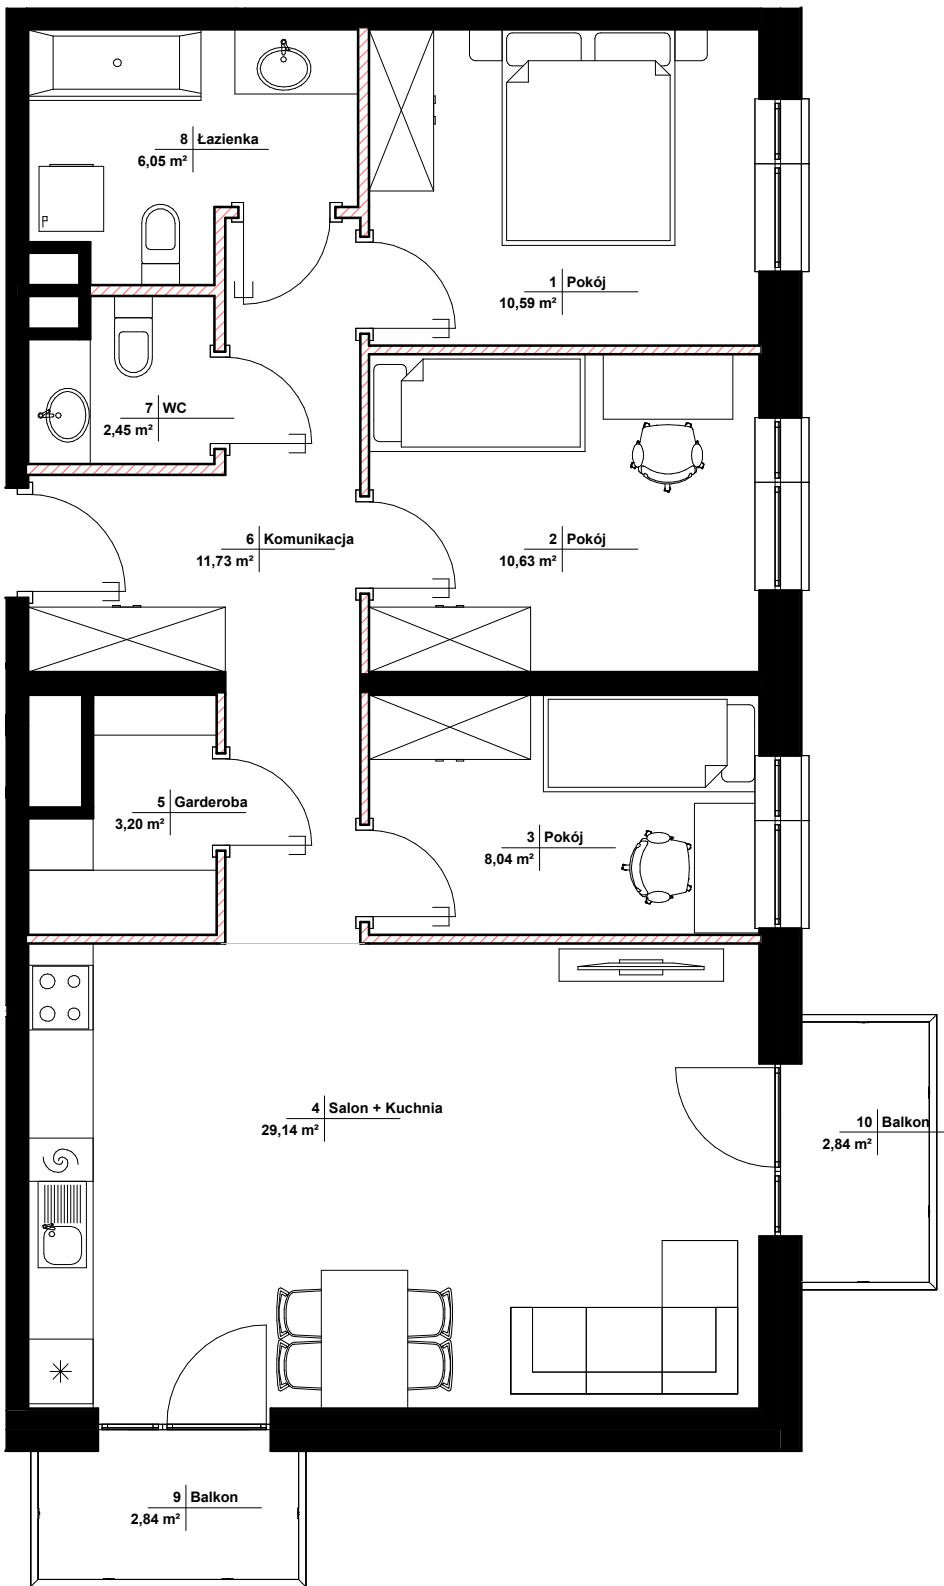 8 Łazienka
6,05 m²
P
1 Pokój
10,59 m²
7 WC
2,45 m²
6 Komunikacja
11,73 m²
2 Pokój
10,63 m²
5 Garderoba
3,20 m²
3 Pokój
8,04 m²
4 Salon + Kuchnia
29,14 m²
10 Balkon
2,84 m²
9 Balkon
2,84 m²